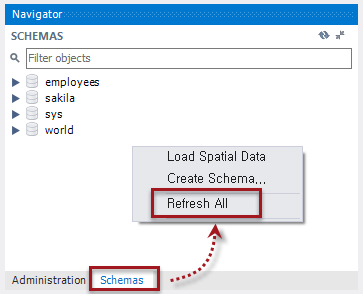 Navigator
SCHEMAS
Filter objects
employees
sakila
sys
world
Load Spatial Data
Create Schema...
Refresh All
Administration Schemas